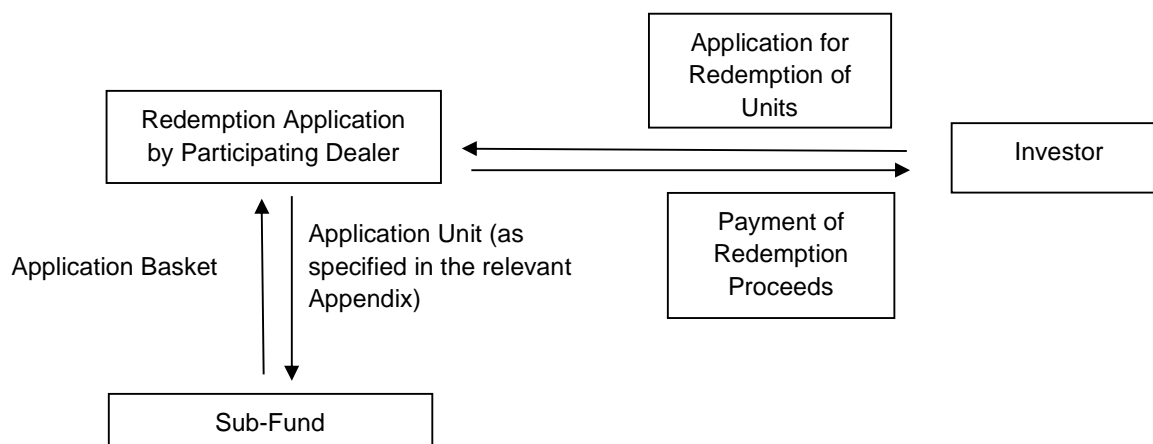 Application for
Redemption of
Units
Redemption Application
by Participating Dealer
Investor
Payment of
Redemption
Proceeds
Application Basket
Application Unit (as
specified in the relevant
Appendix)
Sub-Fund